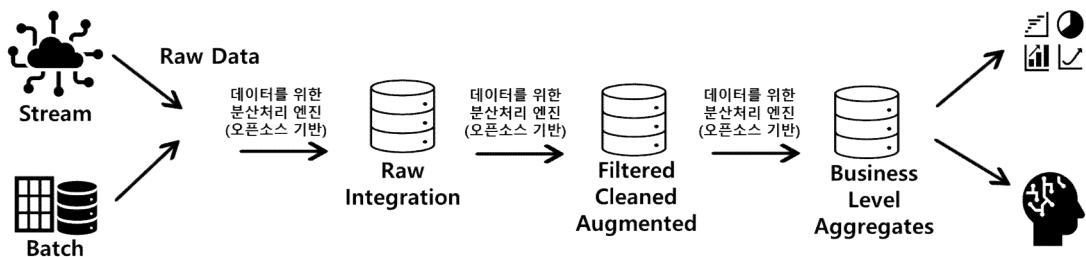 Stream
Batch
Raw Data
데이터를 위한
분산처리 엔진
(오픈소스 기반)
Raw
Integration
데이터를 위한
분산처리 엔진
(오픈소스 기반)
Filtered
Cleaned
Augmented
데이터를 위한
분산처리 엔진
(오픈소스 기반)
Business
Level
Aggregates